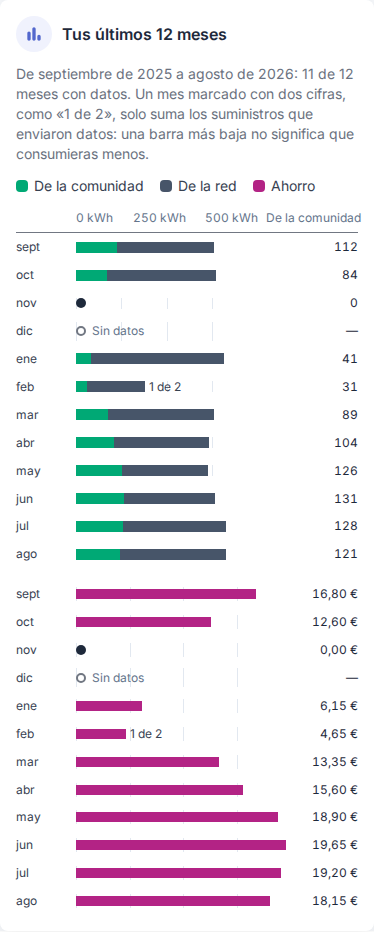 Tus últimos 12 meses
De septiembre de 2025 a agosto de 2026: 11 de 12
meses con datos. Un mes marcado con dos cifras,
como «1 de 2», solo suma los suministros que
enviaron datos: una barra más baja no significa que
consumieras menos.
De la comunidad De la red Ahorro
0 kWh 250 kWh 500 kWh De la comunidad
sept 112
oct 84
nov 0
dic Sin datos —
ene 41
feb 1 de 2 31
mar 89
abr 104
may 126
jun 131
jul 128
ago 121
sept 16,80 €
oct 12,60 €
nov 0,00 €
dic Sin datos —
ene 6,15 €
feb 1 de 2 4,65 €
mar 13,35 €
abr 15,60 €
may 18,90 €
jun 19,65 €
jul 19,20 €
ago 18,15 €